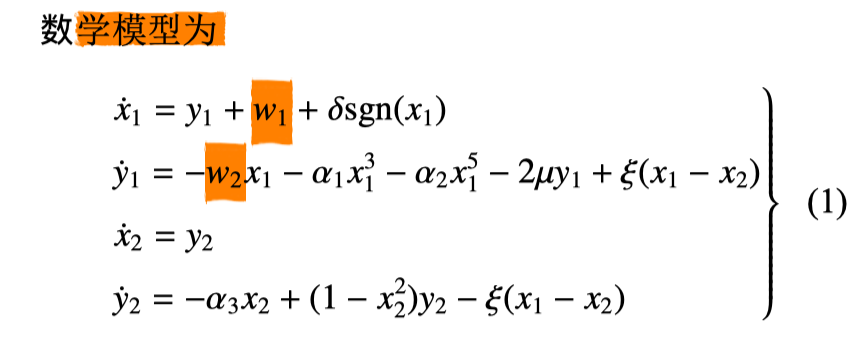 数学模型为
ẋ₁ = y₁ + w₁ + δsgn(x₁)
ẏ₁ = −w₂x₁ − α₁x₁³ − α₂x₁⁵ − 2μy₁ + ξ(x₁ − x₂)
ẋ₂ = y₂
ẏ₂ = −α₃x₂ + (1 − x₂²)y₂ − ξ(x₁ − x₂)
(1)